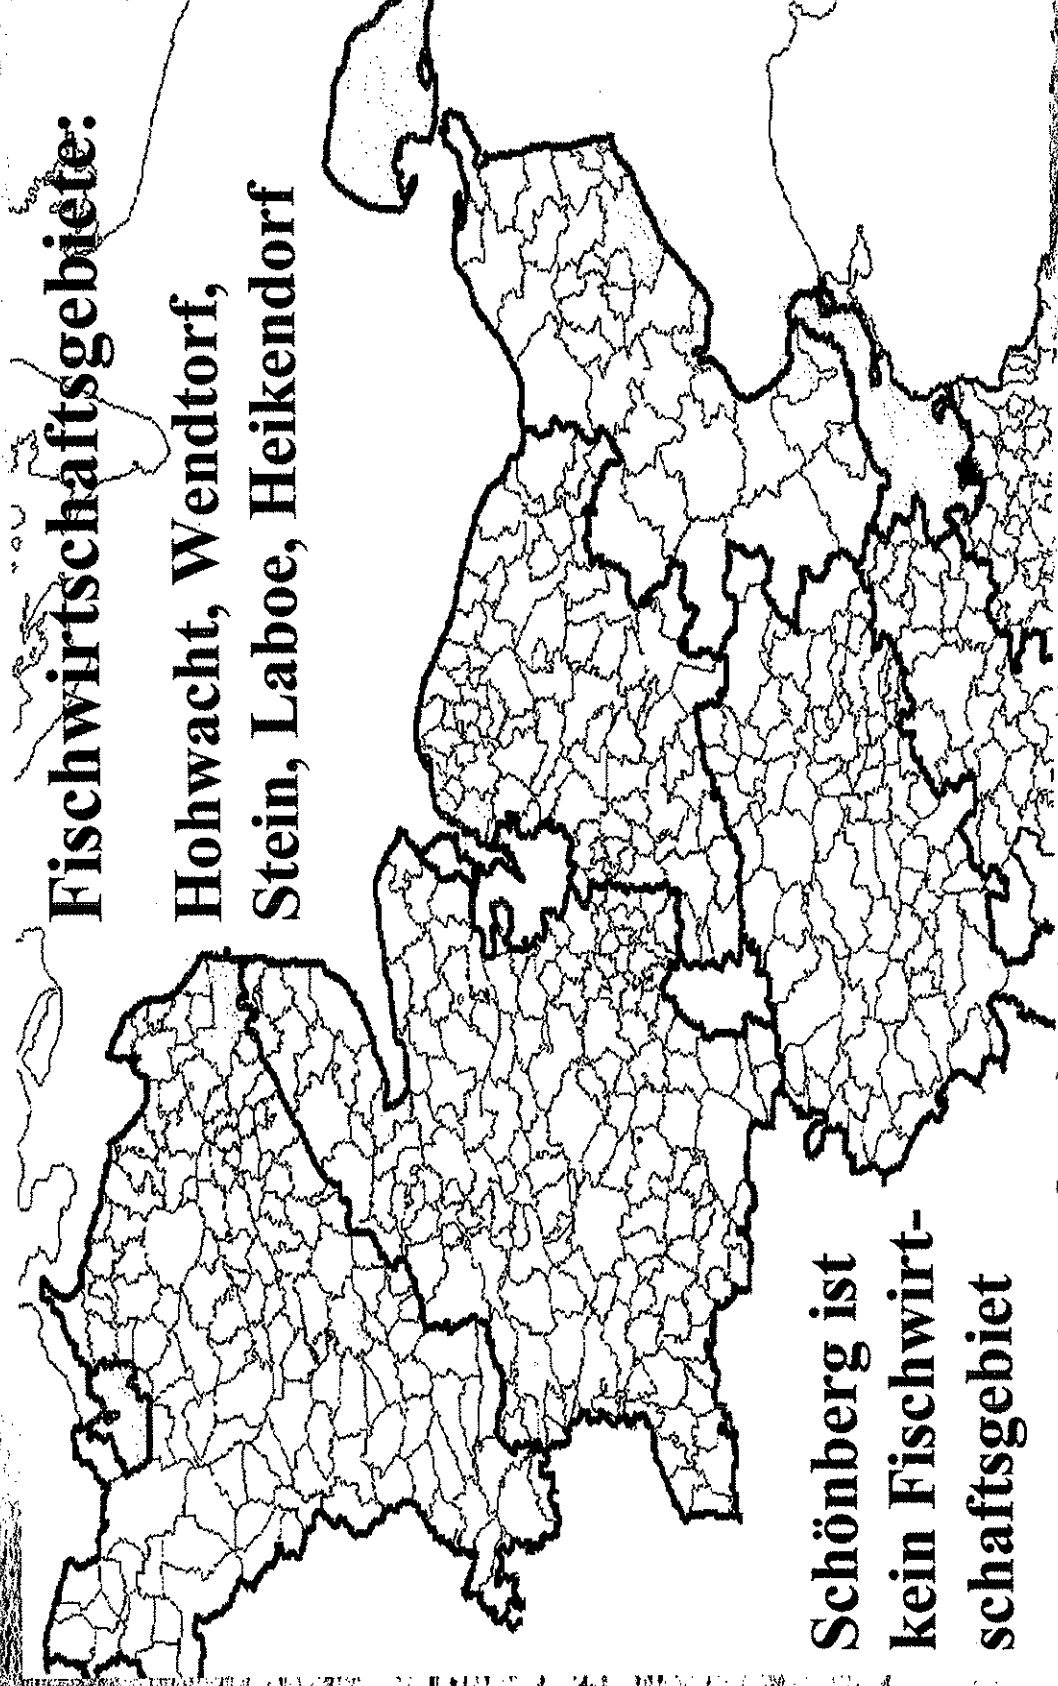 Fischwirtschaftsgebiete:
Hohwacht, Wendtorf,
Stein, Laboe, Heikendorf
Schönberg ist
kein Fischwirt-
schaftsgebiet